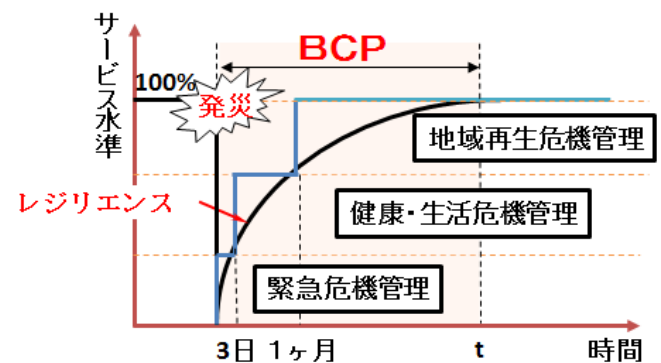 サービス水準
BCP
100%
発災
地域再生危機管理
レジリエンス
健康・生活危機管理
緊急危機管理
3日 1ヶ月 t 時間